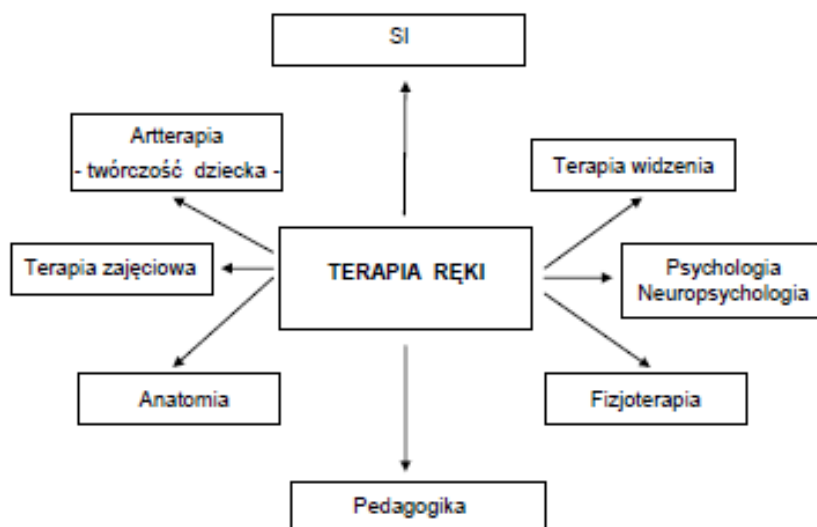 SI
Artterapia
- twórczość dziecka -
Terapia widzenia
Terapia zajęciowa
TERAPIA RĘKI
Psychologia
Neuropsychologia
Anatomia
Fizjoterapia
Pedagogika